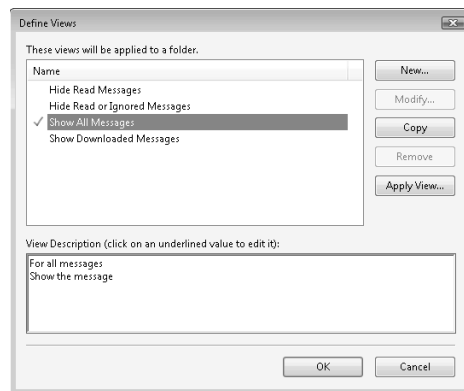 Define Views
These views will be applied to a folder.
Name
Hide Read Messages
Hide Read or Ignored Messages
Show All Messages
Show Downloaded Messages
New...
Modify...
Copy
Remove
Apply View...
View Description (click on an underlined value to edit it):
For all messages
Show the message
OK
Cancel